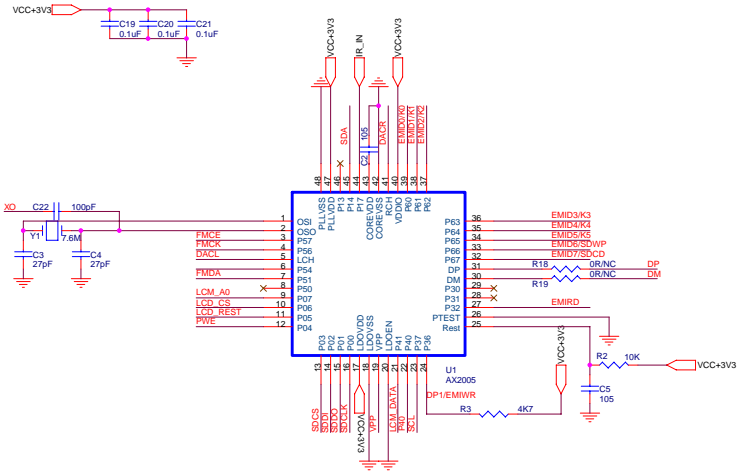 VCC+3V3
C19
C20
C21
0.1uF
0.1uF
0.1uF
VCC+3V3
IR_IN
VCC+3V3
SDA
105
C2
DACR
EMID0/K0
EMID1/K1
EMID2/K2
48
47
46
45
44
43
42
41
40
39
38
37
PLLVSS
PLLVDD
P13
P14
P17
COREVDD
COREVSS
RCH
VDDIO
P60
P61
P62
XO
C22
100pF
Y1
7.6M
C3
27pF
C4
27pF
1 OSI
2 OSO
FMCE 3 P57
FMCK 4 P56
DACL 5 LCH
6 P54
FMDA 7 P51
8 P50
LCM_A0 9 P07
LCD_CS 10 P06
LCD_REST 11 P05
PWE 12 P04
P63 36 EMID3/K3
P64 35 EMID4/K4
P65 34 EMID5/K5
P66 33 EMID6/SDWP
P67 32 EMID7/SDCD
DP 31 R18 0R/NC DP
DM 30 0R/NC DM
R19
P30 29
P31 28
P32 27 EMIRD
PTEST 26
Rest 25
P03
P02
P01
P00
LDOVDD
LDOVSS
VPP
LDOEN
P41
P40
P37
P36
13
14
15
16
17
18
19
20
21
22
23
24
U1
AX2005
SDCS
SDDI
SDDO
SDCLK
VCC+3V3
VPP
LCM_DATA
P40
SCL
DP1/EMIWR
R3
4K7
VCC+3V3
R2
10K
VCC+3V3
C5
105